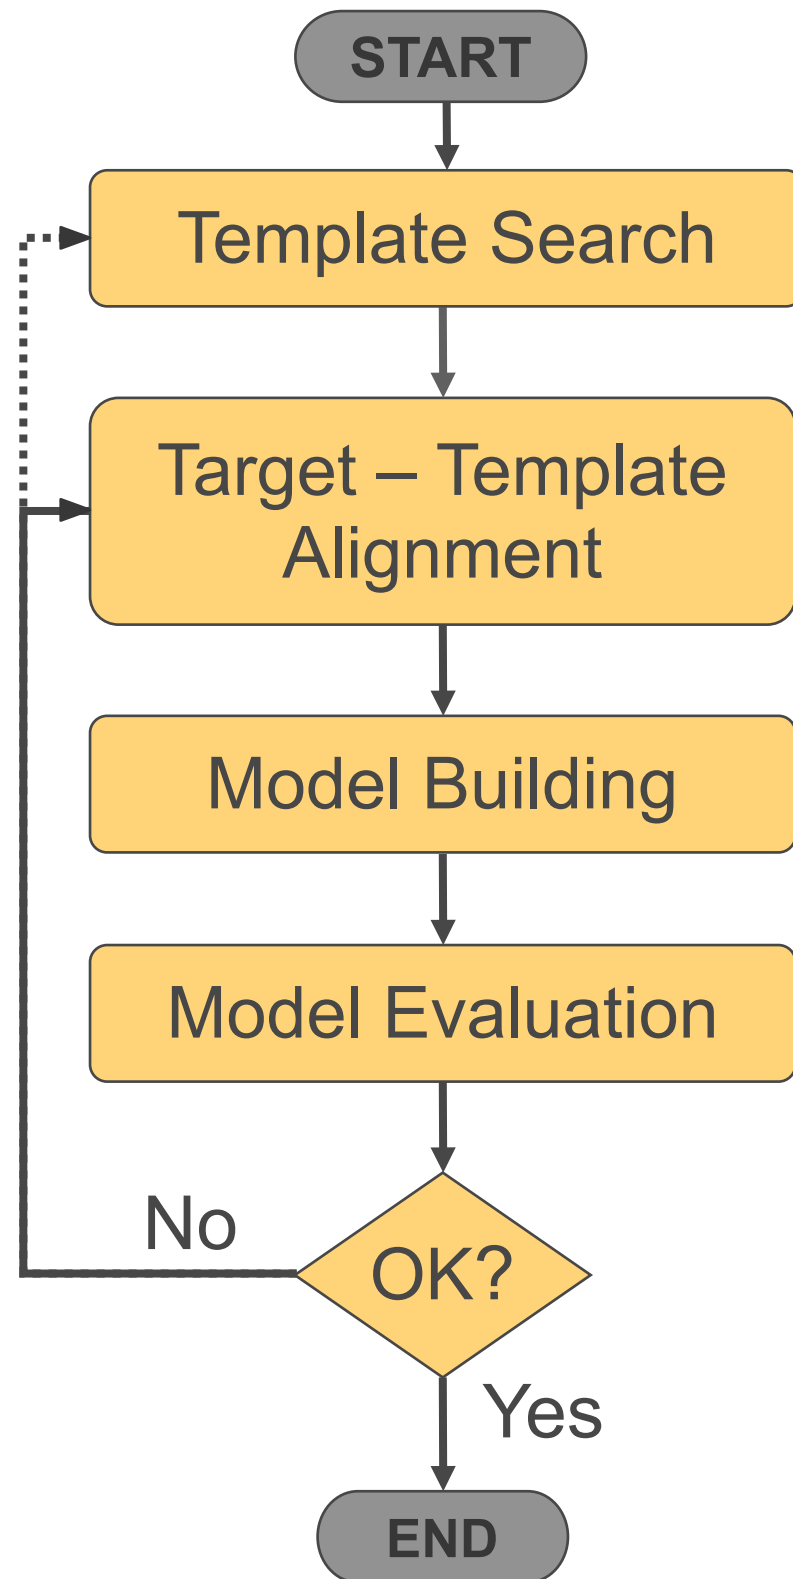 START
Template Search
Target – Template
Alignment
Model Building
Model Evaluation
No
OK?
Yes
END